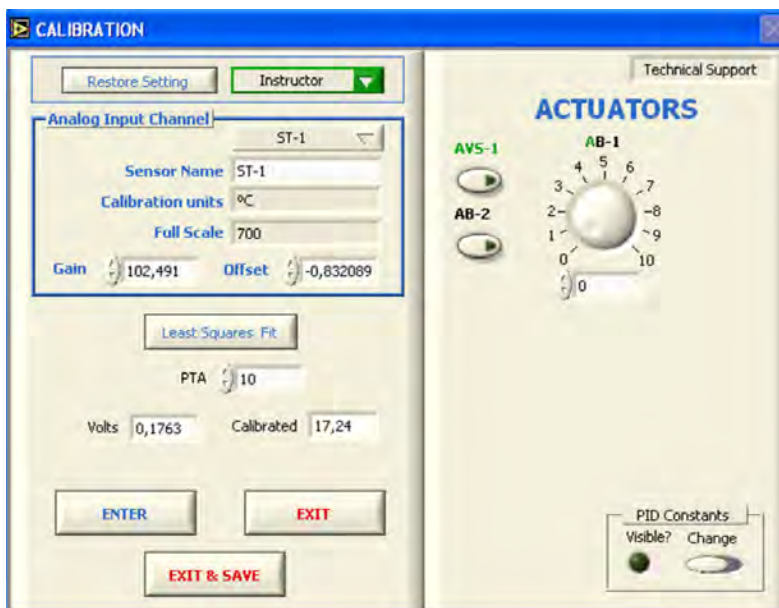 CALIBRATION
Restore Setting Instructor
Analog Input Channel
ST-1
Sensor Name ST-1
Calibration units ºC
Full Scale 700
Gain 102,491 Offset -0,832089
Least Squares Fit
PTA 10
Volts 0,1763 Calibrated 17,24
ENTER EXIT
EXIT & SAVE
Technical Support
ACTUATORS
AVS-1
AB-2
AB-1
0 1 2 3 4 5 6 7 8 9 10
0
PID Constants
Visible? Change